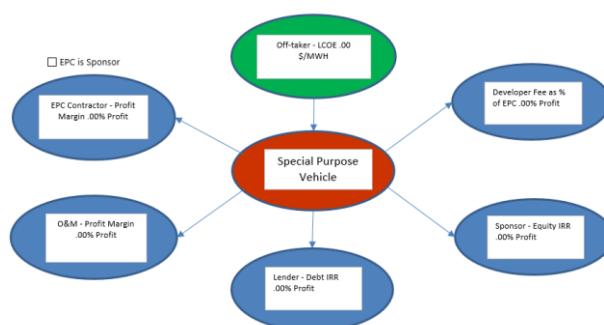 Off-taker - LCOE .00
$/MWH
EPC is Sponsor
EPC Contractor - Profit
Margin .00% Profit
Developer Fee as %
of EPC .00% Profit
Special Purpose
Vehicle
O&M - Profit Margin
.00% Profit
Sponsor - Equity IRR
.00% Profit
Lender - Debt IRR
.00% Profit